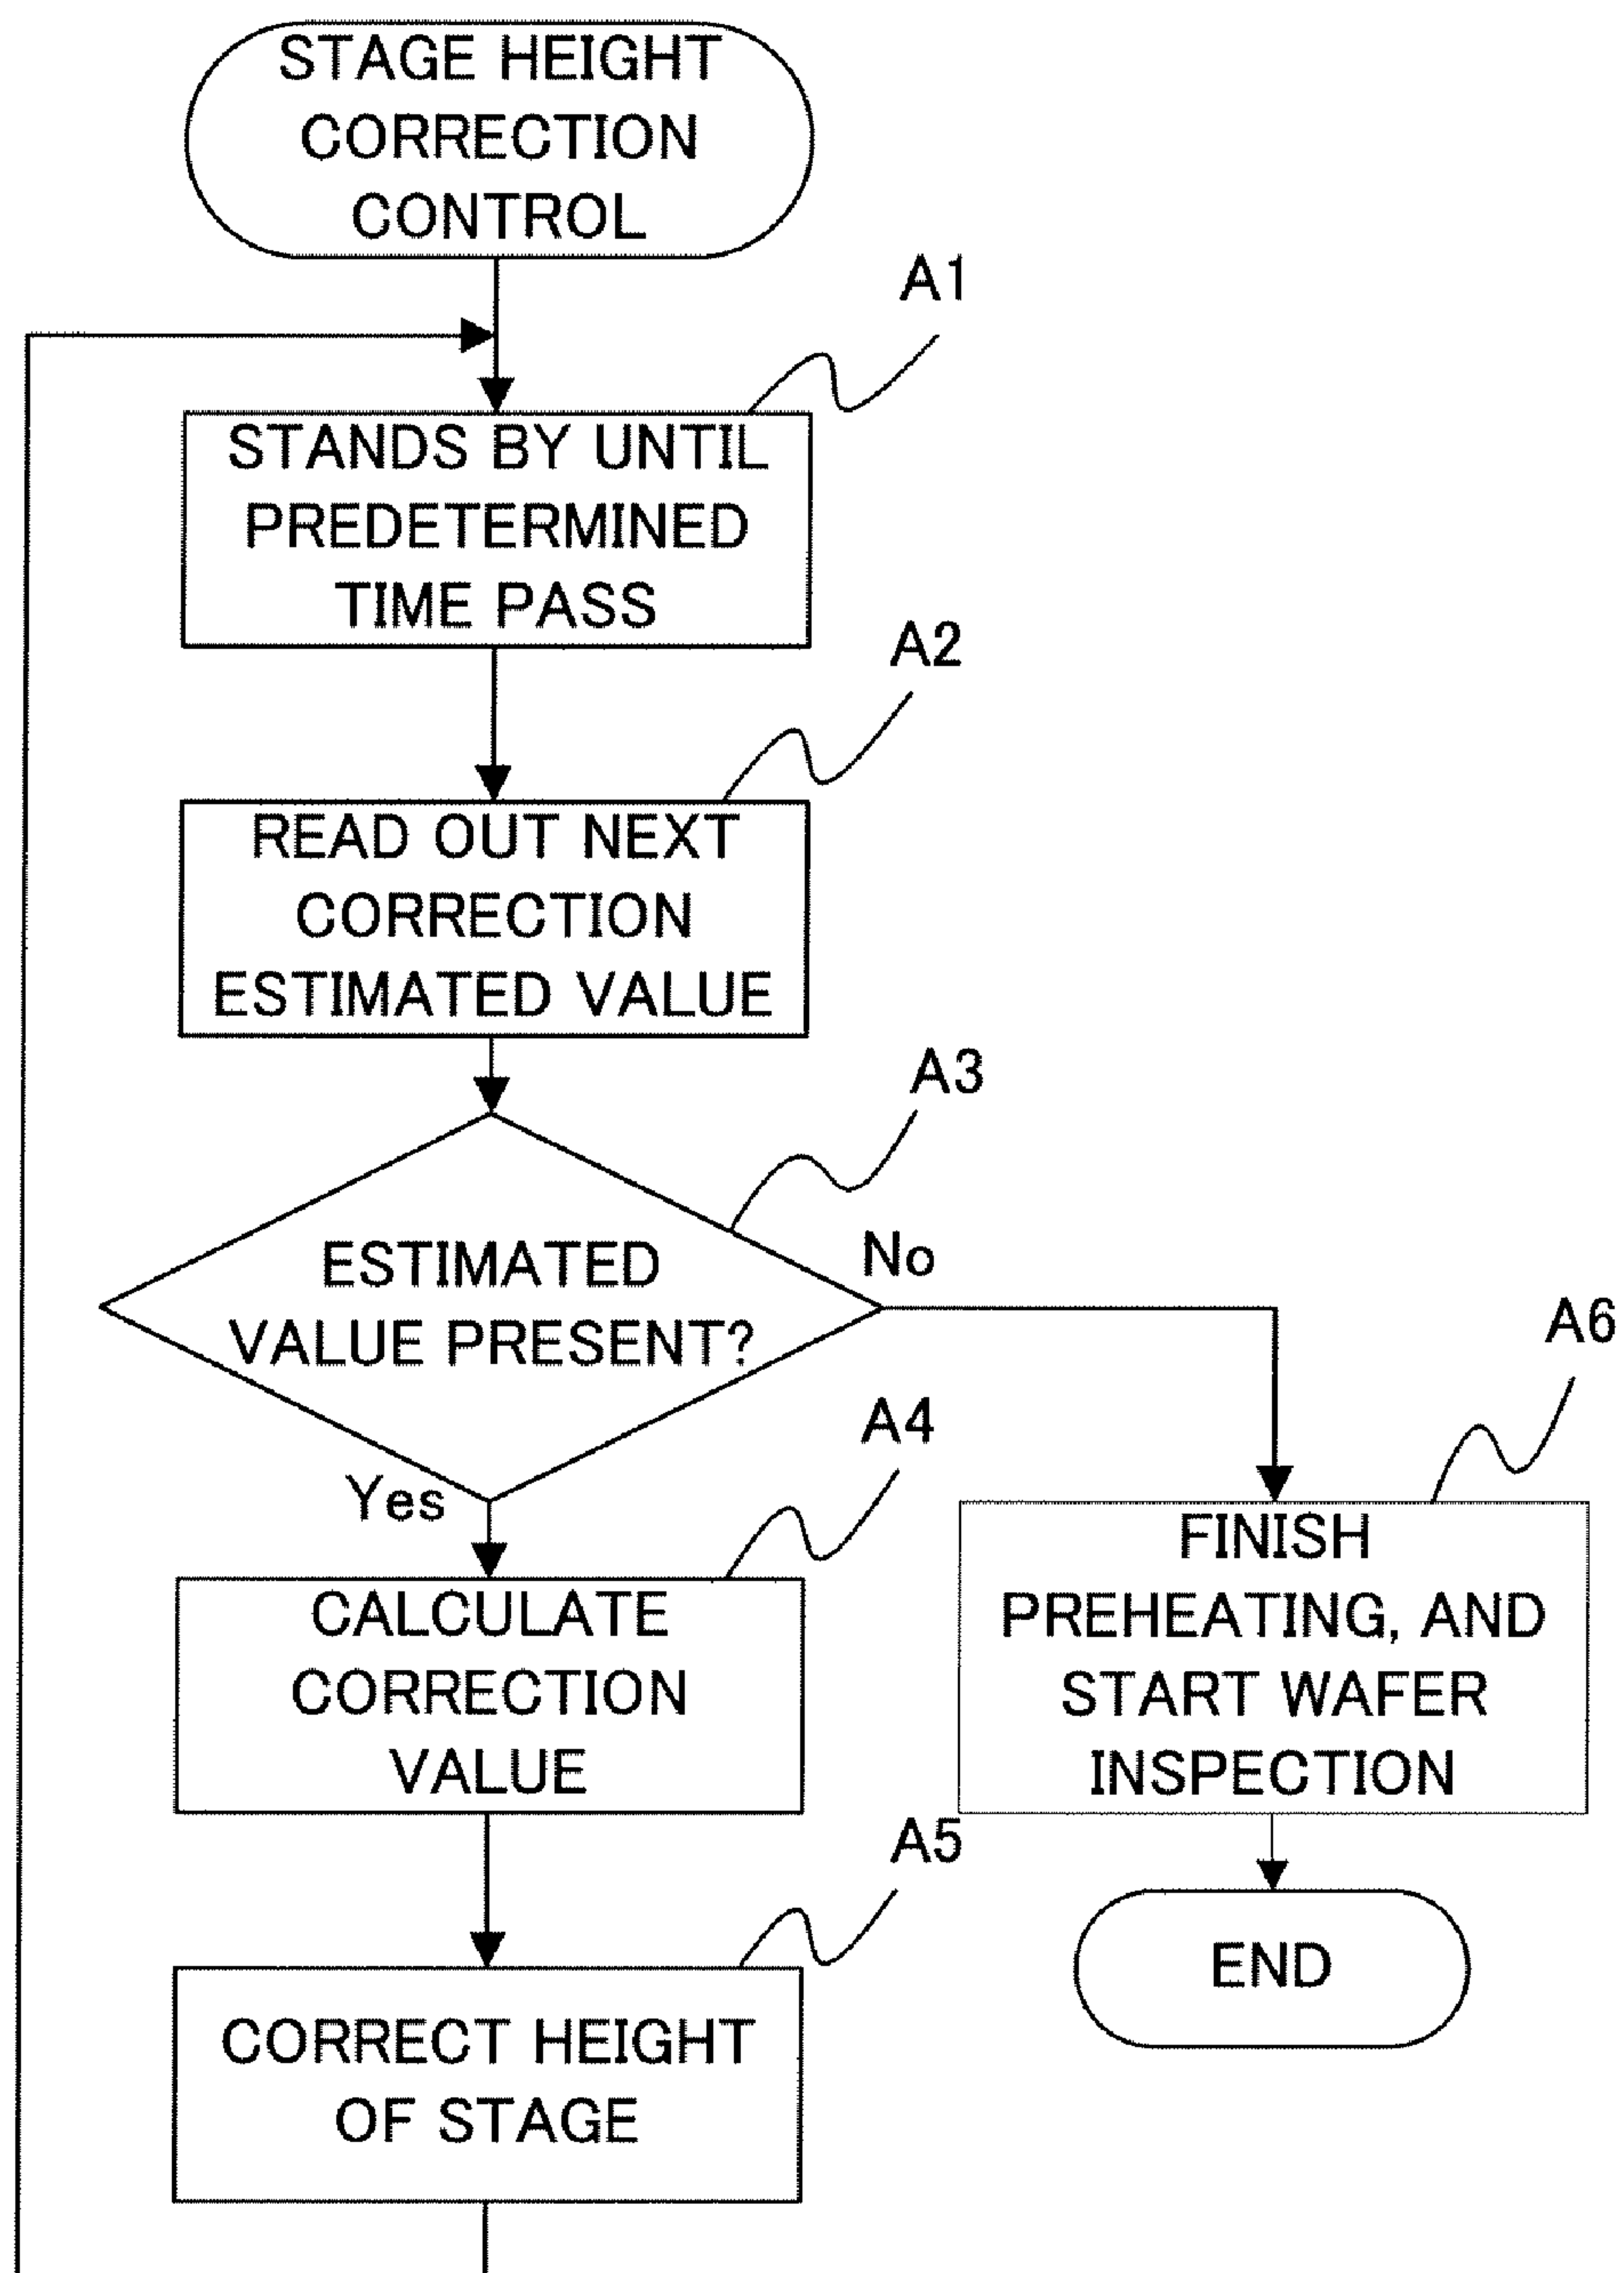 STAGE HEIGHT
CORRECTION
CONTROL
A1
STANDS BY UNTIL
PREDETERMINED
TIME PASS
A2
READ OUT NEXT
CORRECTION
ESTIMATED VALUE
A3
ESTIMATED
VALUE PRESENT?
No
Yes
A4
CALCULATE
CORRECTION
VALUE
A6
FINISH
PREHEATING, AND
START WAFER
INSPECTION
A5
CORRECT HEIGHT
OF STAGE
END